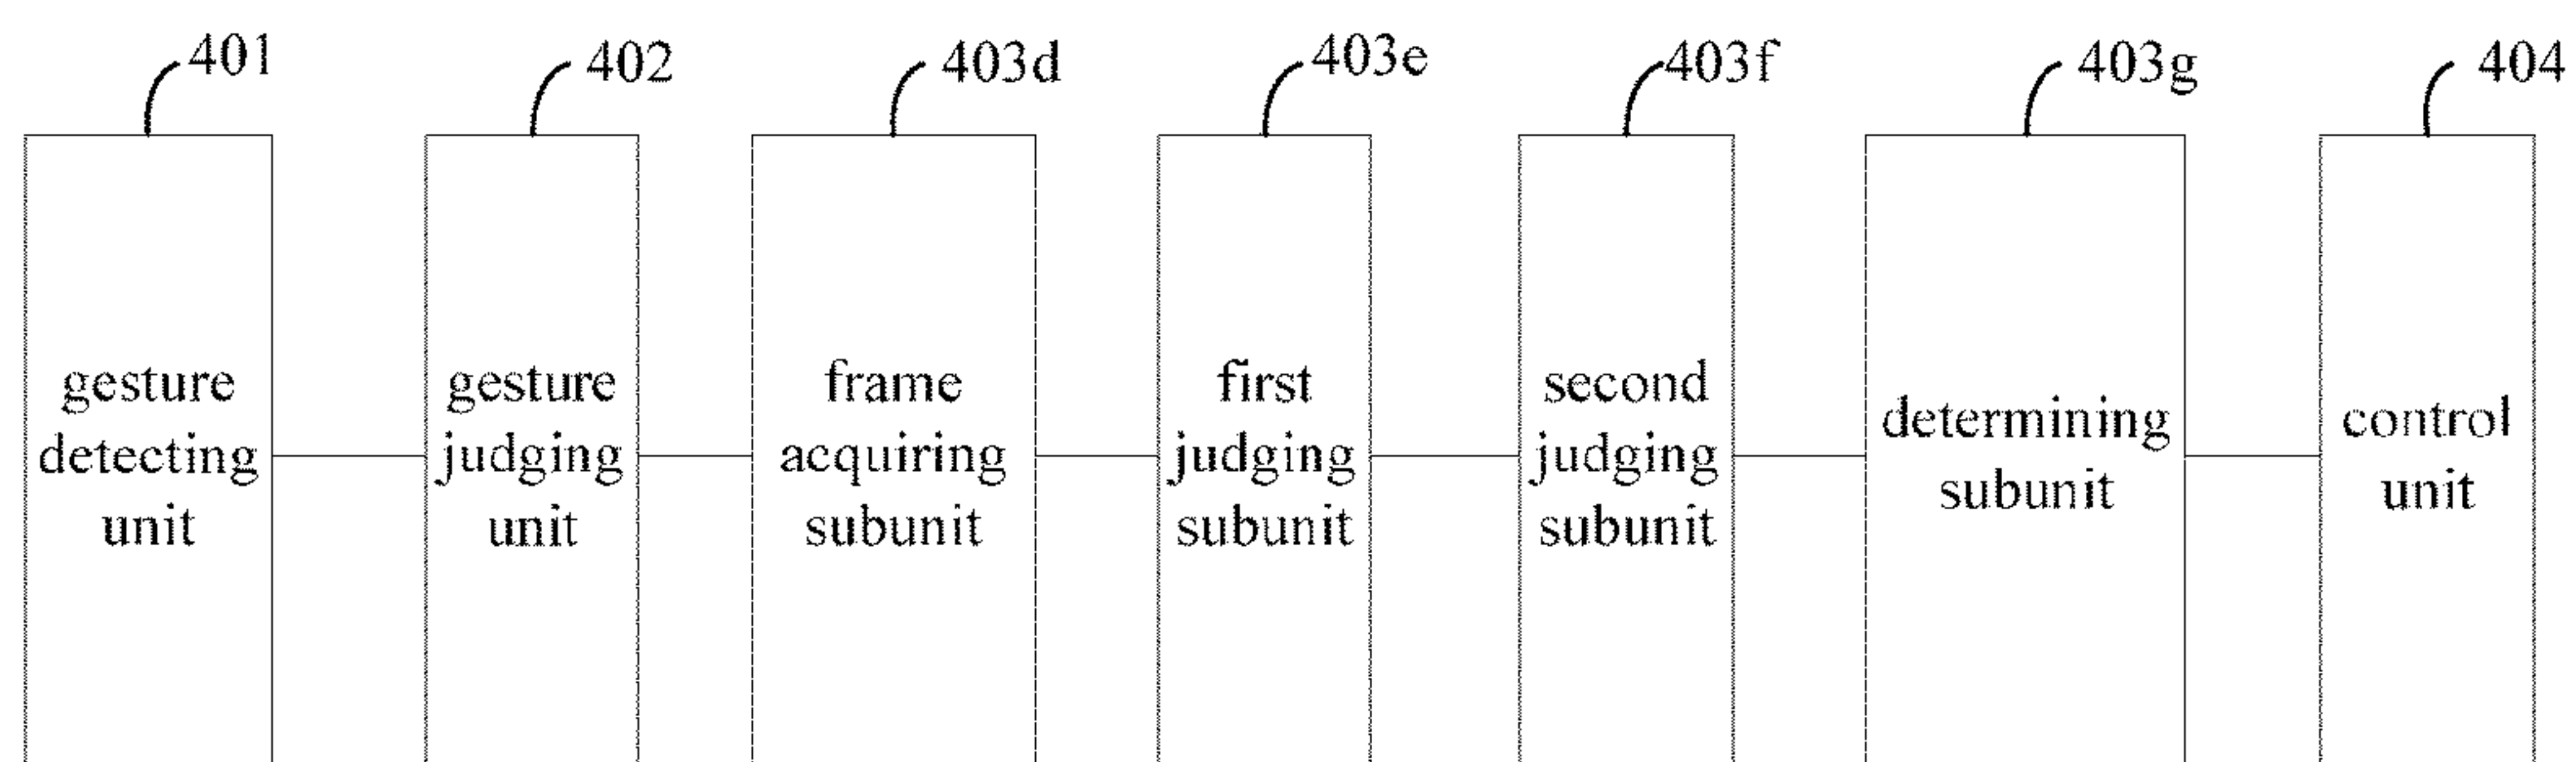 401
402
403d
403e
403f
403g
404
gesture
detecting
unit
gesture
judging
unit
frame
acquiring
subunit
first
judging
subunit
second
judging
subunit
determining
subunit
control
unit